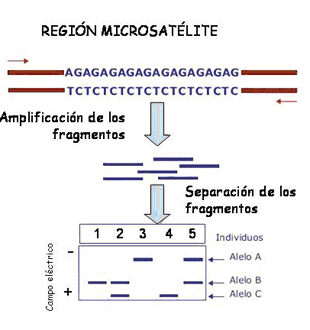 REGIÓN MICROSATÉLITE
AGAGAGAGAGAGAGAGAGAG
TCTCTCTCTCTCTCTCTCTC
Amplificación de los
fragmentos
Separación de los
fragmentos
1 2 3 4 5 Individuos
Campo eléctrico
- Alelo A
Alelo B
+ Alelo C